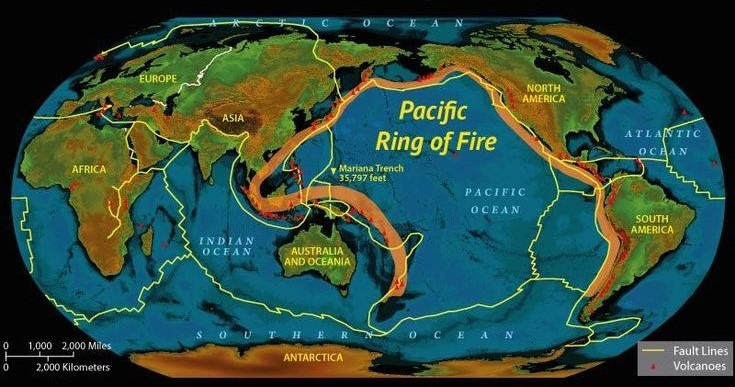 ARCTIC OCEAN
EUROPE
ASIA
NORTH
AMERICA
Pacific
Ring of Fire
ATLANTIC
OCEAN
AFRICA
Mariana Trench
35,797 feet
PACIFIC
OCEAN
SOUTH
AMERICA
INDIAN
OCEAN
AUSTRALIA
AND OCEANIA
SOUTHERN OCEAN
ANTARCTICA
0 1,000 2,000 Miles
0 2,000 Kilometers
Fault Lines
Volcanoes